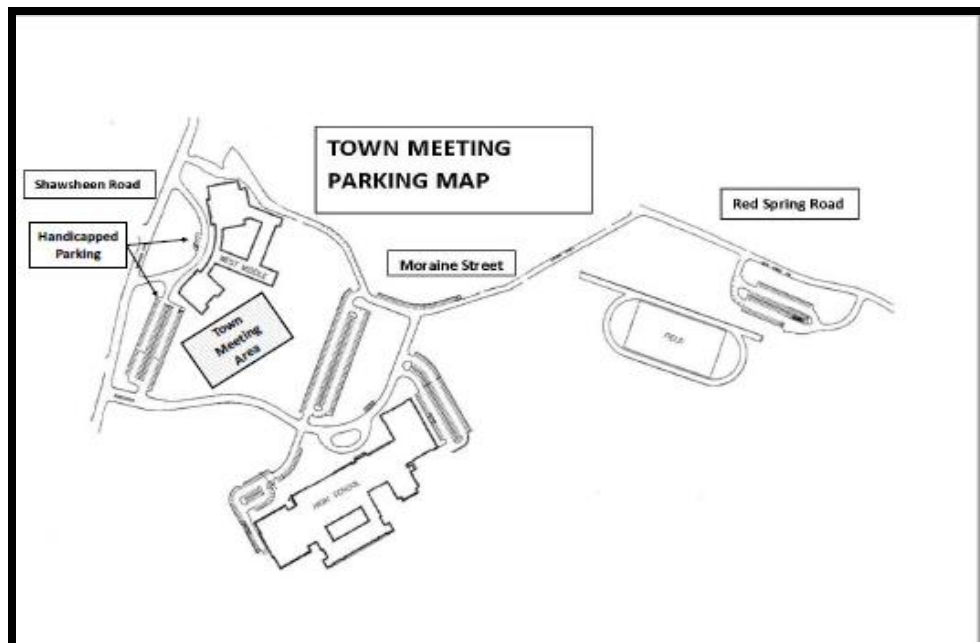 TOWN MEETING
PARKING MAP
Shawsheen Road
Red Spring Road
Handicapped
Parking
Moraine Street
WEST MIDDLE
Town
Meeting
Area
FIELD
HIGH SCHOOL